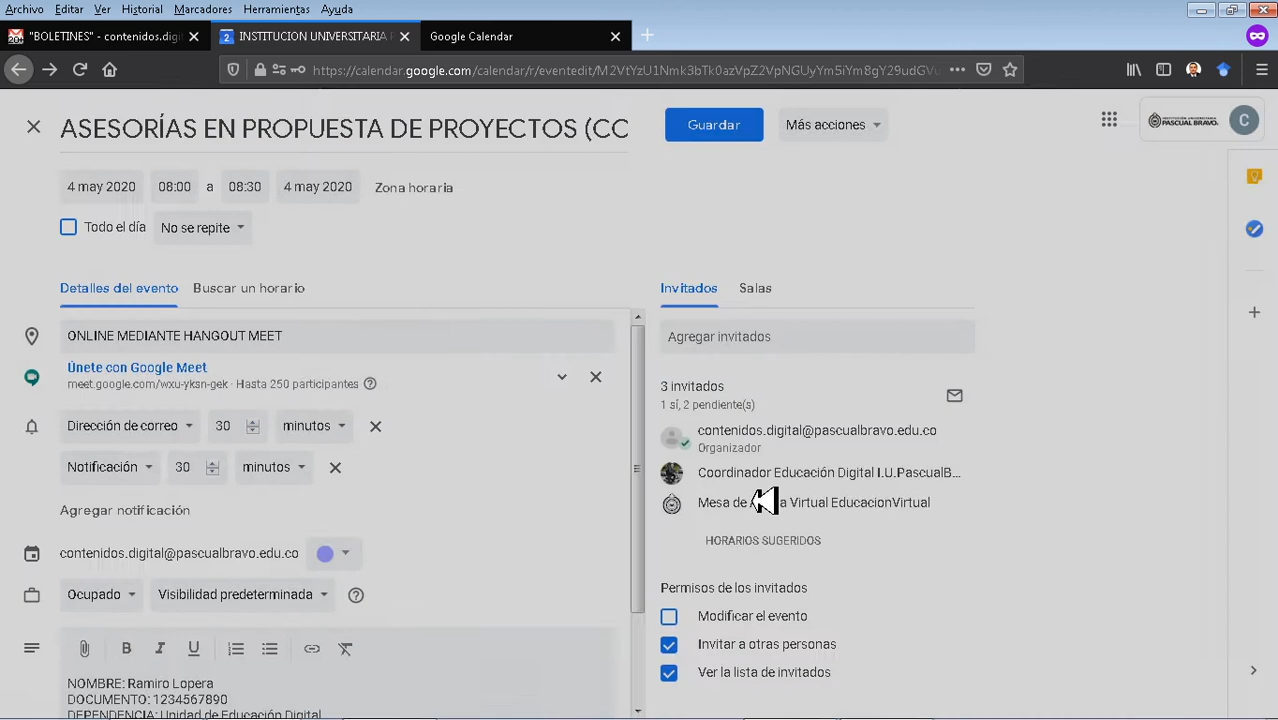 Archivo Editar Ver Historial Marcadores Herramientas Ayuda
20+ "BOLETINES" - contenidos.digi
2 INSTITUCION UNIVERSITARIA
Google Calendar
https://calendar.google.com/calendar/r/eventedit/M2VtYzU1Nmk3bTk0azVpZ2VpNGUyYm5iYm8gY29udGVu
ASESORÍAS EN PROPUESTA DE PROYECTOS (CC
Guardar
Más acciones
INSTITUCIÓN UNIVERSITARIA
PASCUAL BRAVO.
C
4 may 2020 08:00 a 08:30 4 may 2020 Zona horaria
Todo el día No se repite
Detalles del evento Buscar un horario
ONLINE MEDIANTE HANGOUT MEET
Únete con Google Meet
meet.google.com/wxu-yksn-gek · Hasta 250 participantes
Dirección de correo 30 minutos
Notificación 30 minutos
Agregar notificación
contenidos.digital@pascualbravo.edu.co
Ocupado Visibilidad predeterminada
B I U
NOMBRE: Ramiro Lopera
DOCUMENTO: 1234567890
DEPENDENCIA: Unidad de Educación Digital
Invitados Salas
Agregar invitados
3 invitados
1 sí, 2 pendiente(s)
contenidos.digital@pascualbravo.edu.co
Organizador
Coordinador Educación Digital I.U.PascualB...
Mesa de a Virtual EducacionVirtual
HORARIOS SUGERIDOS
Permisos de los invitados
Modificar el evento
Invitar a otras personas
Ver la lista de invitados